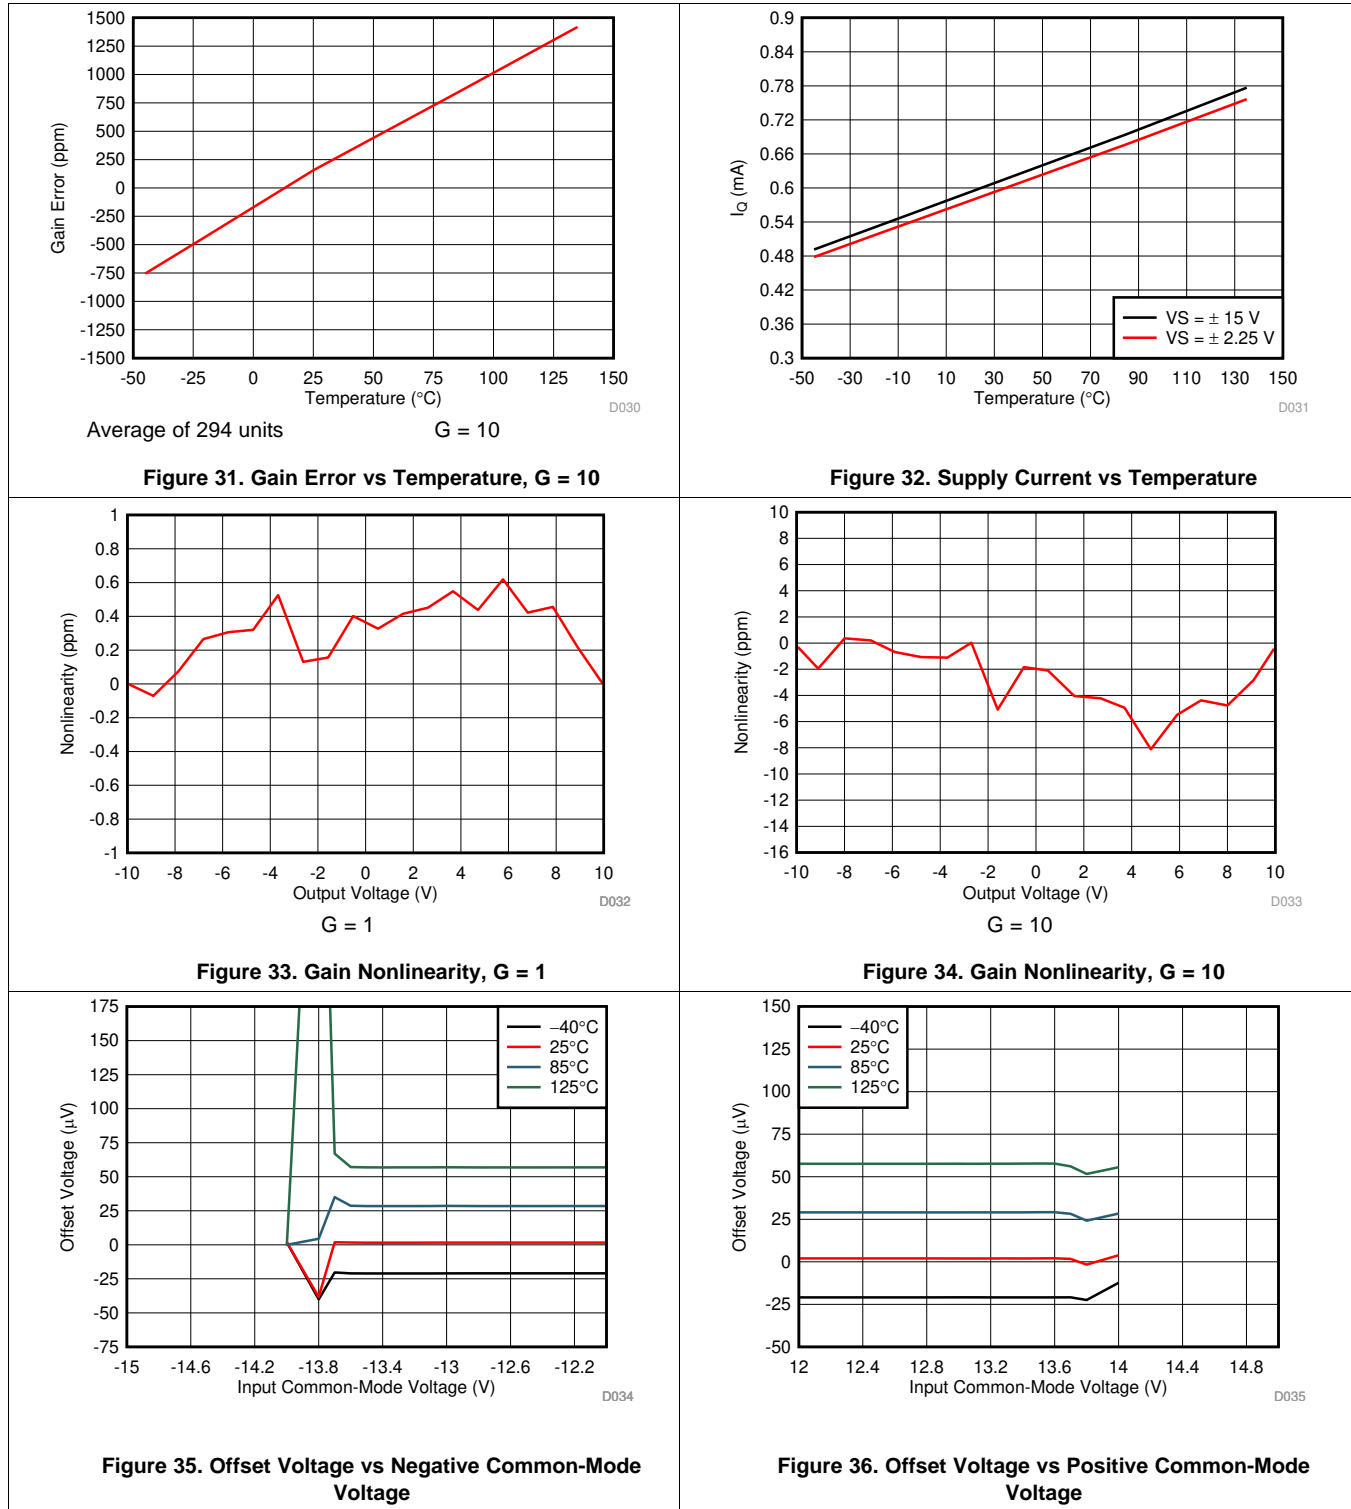 1500
1250
1000
750
500
250
0
-250
-500
-750
-1000
-1250
-1500
Gain Error (ppm)
-50 -25 0 25 50 75 100 125 150
Temperature (°C)
D030
Average of 294 units G = 10
Figure 31. Gain Error vs Temperature, G = 10
0.9
0.84
0.78
0.72
0.66
0.6
0.54
0.48
0.42
0.36
0.3
IQ (mA)
VS = ± 15 V
VS = ± 2.25 V
-50 -30 -10 10 30 50 70 90 110 130 150
Temperature (°C)
D031
Figure 32. Supply Current vs Temperature
1
0.8
0.6
0.4
0.2
0
-0.2
-0.4
-0.6
-0.8
-1
Nonlinearity (ppm)
-10 -8 -6 -4 -2 0 2 4 6 8 10
Output Voltage (V)
D032
G = 1
Figure 33. Gain Nonlinearity, G = 1
10
8
6
4
2
0
-2
-4
-6
-8
-10
-12
-14
-16
Nonlinearity (ppm)
-10 -8 -6 -4 -2 0 2 4 6 8 10
Output Voltage (V)
D033
G = 10
Figure 34. Gain Nonlinearity, G = 10
175
150
125
100
75
50
25
0
-25
-50
-75
Offset Voltage (µV)
−40°C
25°C
85°C
125°C
-15 -14.6 -14.2 -13.8 -13.4 -13 -12.6 -12.2
Input Common-Mode Voltage (V)
D034
Figure 35. Offset Voltage vs Negative Common-Mode
Voltage
150
125
100
75
50
25
0
-25
-50
Offset Voltage (µV)
−40°C
25°C
85°C
125°C
12 12.4 12.8 13.2 13.6 14 14.4 14.8
Input Common-Mode Voltage (V)
D035
Figure 36. Offset Voltage vs Positive Common-Mode
Voltage